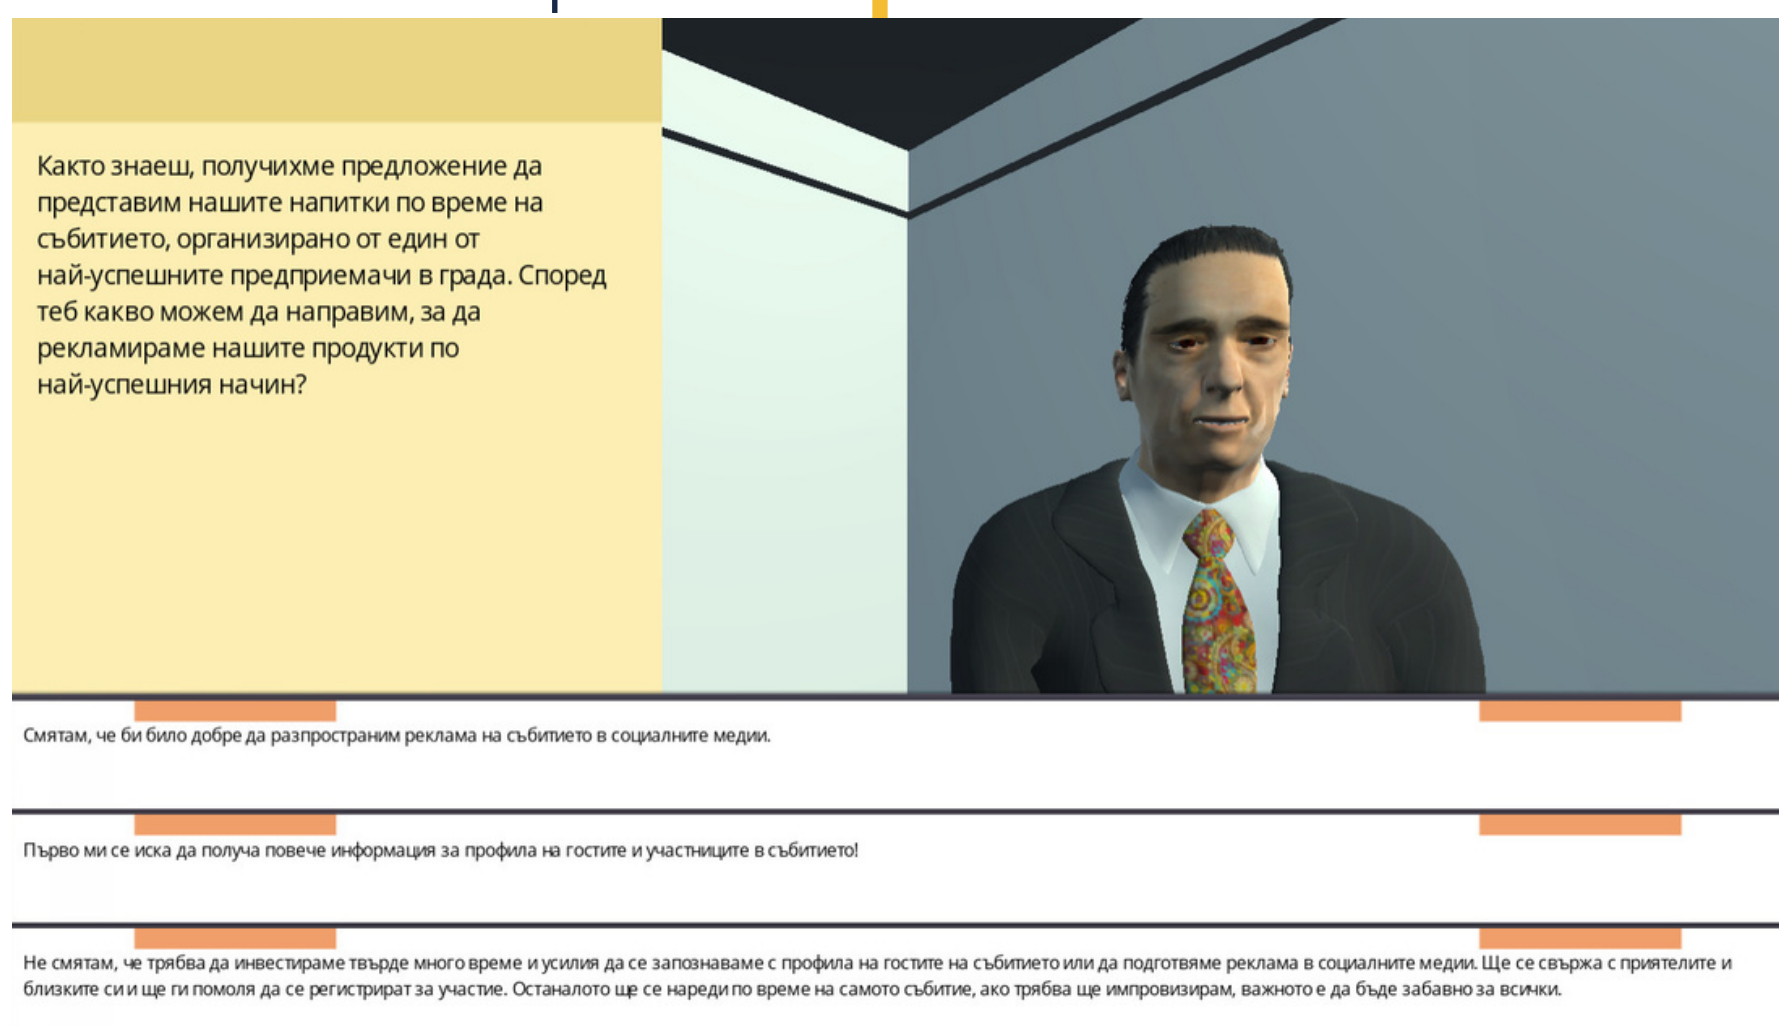 Както знаеш, получихме предложение да
представим нашите напитки по време на
събитието, организирано от един от
най-успешните предприемачи в града. Според
теб какво можем да направим, за да
рекламираме нашите продукти по
най-успешния начин?
Смятам, че би било добре да разпространим реклама на събитието в социалните медии.
Първо ми се иска да получа повече информация за профила на гостите и участниците в събитието!
Не смятам, че трябва да инвестираме твърде много време и усилия да се запознаваме с профила на гостите на събитието или да подготвяме реклама в социалните медии. Ще се свържа с приятелите и
близките си и ще ги помоля да се регистрират за участие. Останалото ще се нареди по време на самото събитие, ако трябва ще импровизирам, важното е да бъде забавно за всички.